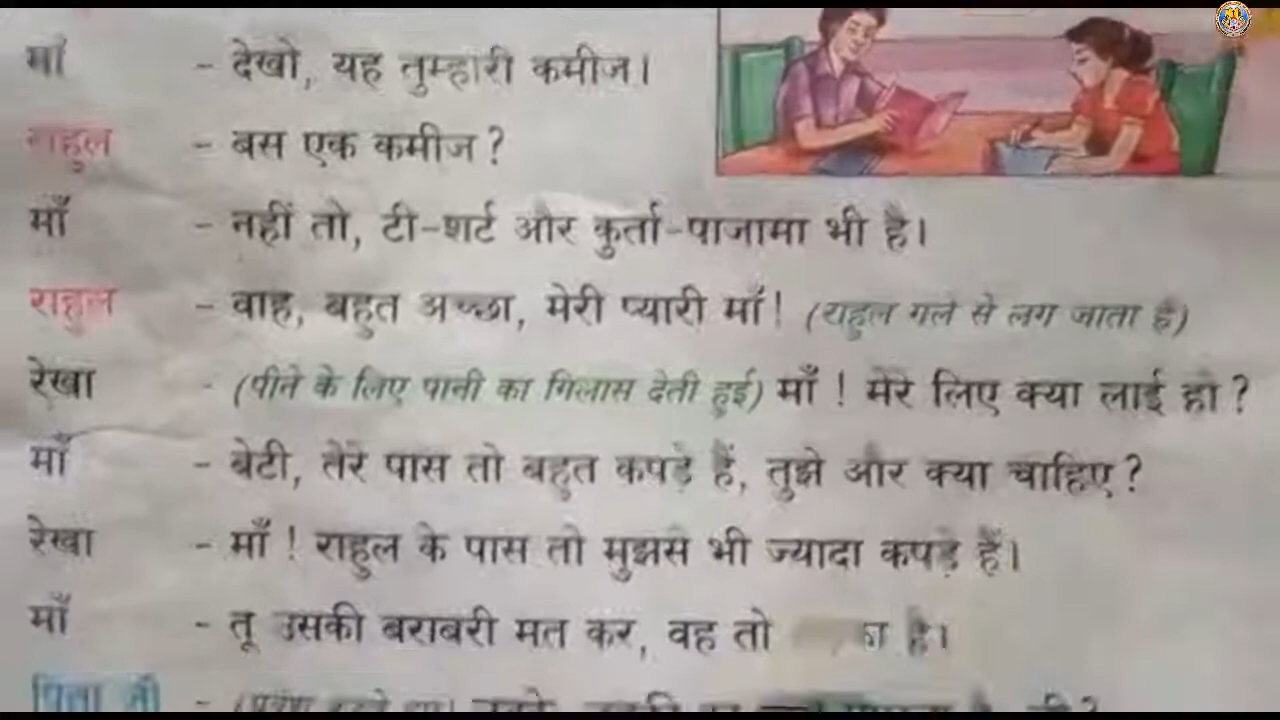 माँ - देखो, यह तुम्हारी कमीज।
राहुल - बस एक कमीज?
माँ - नहीं तो, टी-शर्ट और कुर्ता-पाजामा भी है।
राहुल - वाह, बहुत अच्छा, मेरी प्यारी माँ! (राहुल गले से लग जाता है)
रेखा - (पीने के लिए पानी का गिलास देती हुई) माँ ! मेरे लिए क्या लाई हो?
माँ - बेटी, तेरे पास तो बहुत कपड़े हैं, तुझे और क्या चाहिए?
रेखा - माँ ! राहुल के पास तो मुझसे भी ज्यादा कपड़े हैं।
माँ - तू उसकी बराबरी मत कर, वह तो है।
पिता जी -